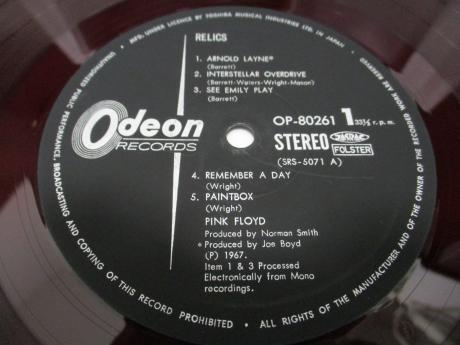 MFD. UNDER LICENCE BY TOSHIBA MUSICAL INDUSTRIES LTD. IN JAPAN • ALL RIGHTS OF THE MANUFACTURER AND OF THE OWNER OF THE RECORDED WORK ARE RESERVED
UNAUTHORISED PUBLIC PERFORMANCE, BROADCASTING AND COPYING OF THIS RECORD PROHIBITED •
RELICS
1. ARNOLD LAYNE*
(Barrett)
2. INTERSTELLAR OVERDRIVE
(Barrett-Waters-Wright-Mason)
3. SEE EMILY PLAY
(Barrett)
Odeon
RECORDS
OP-80261 1 33⅓ r.p.m.
STEREO
FOLSTER
(SRS-5071 A)
4. REMEMBER A DAY
(Wright)
5. PAINTBOX
(Wright)
PINK FLOYD
Produced by Norman Smith
* Produced by Joe Boyd
(P) 1967.
Item 1 & 3 Processed
Electronically from Mono
recordings.